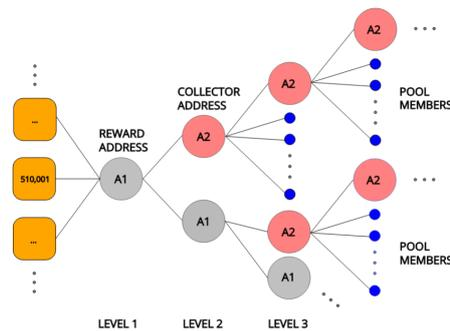 A2
COLLECTOR
ADDRESS
A2
POOL
MEMBERS
...
REWARD
ADDRESS
A2
510,001
A1
A2
A1
A2
...
POOL
MEMBERS
A1
LEVEL 1
LEVEL 2
LEVEL 3